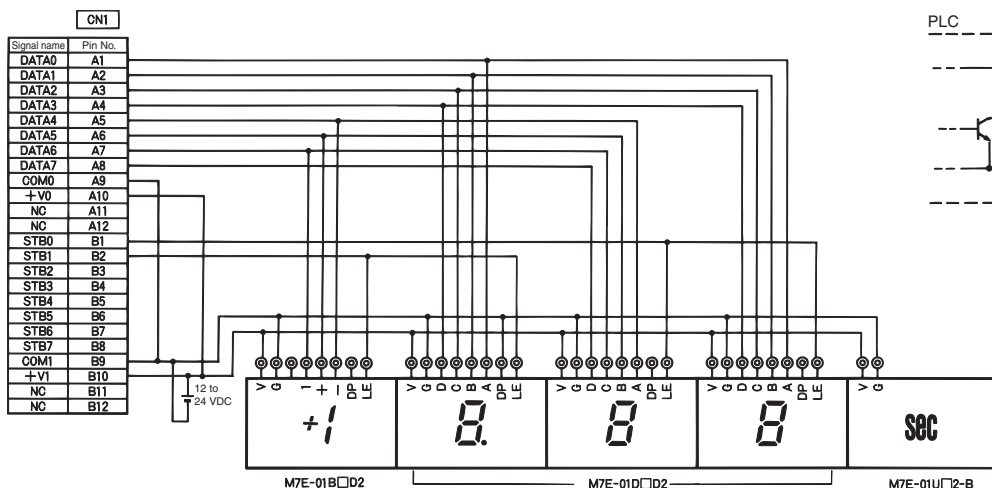 CN1
PLC
Signal name Pin No.
DATA0 A1
DATA1 A2
DATA2 A3
DATA3 A4
DATA4 A5
DATA5 A6
DATA6 A7
DATA7 A8
COM0 A9
+V0 A10
NC A11
NC A12
STB0 B1
STB1 B2
STB2 B3
STB3 B4
STB4 B5
STB5 B6
STB6 B7
STB7 B8
COM1 B9
+V1 B10
NC B11
NC B12
12 to
24 VDC
V G 1 + − DP LE
V G D C B A DP LE
V G D C B A DP LE
V G D C B A DP LE
V G
+1 8. 8 8 sec
M7E-01B□D2 M7E-01D□D2 M7E-01U□2-B